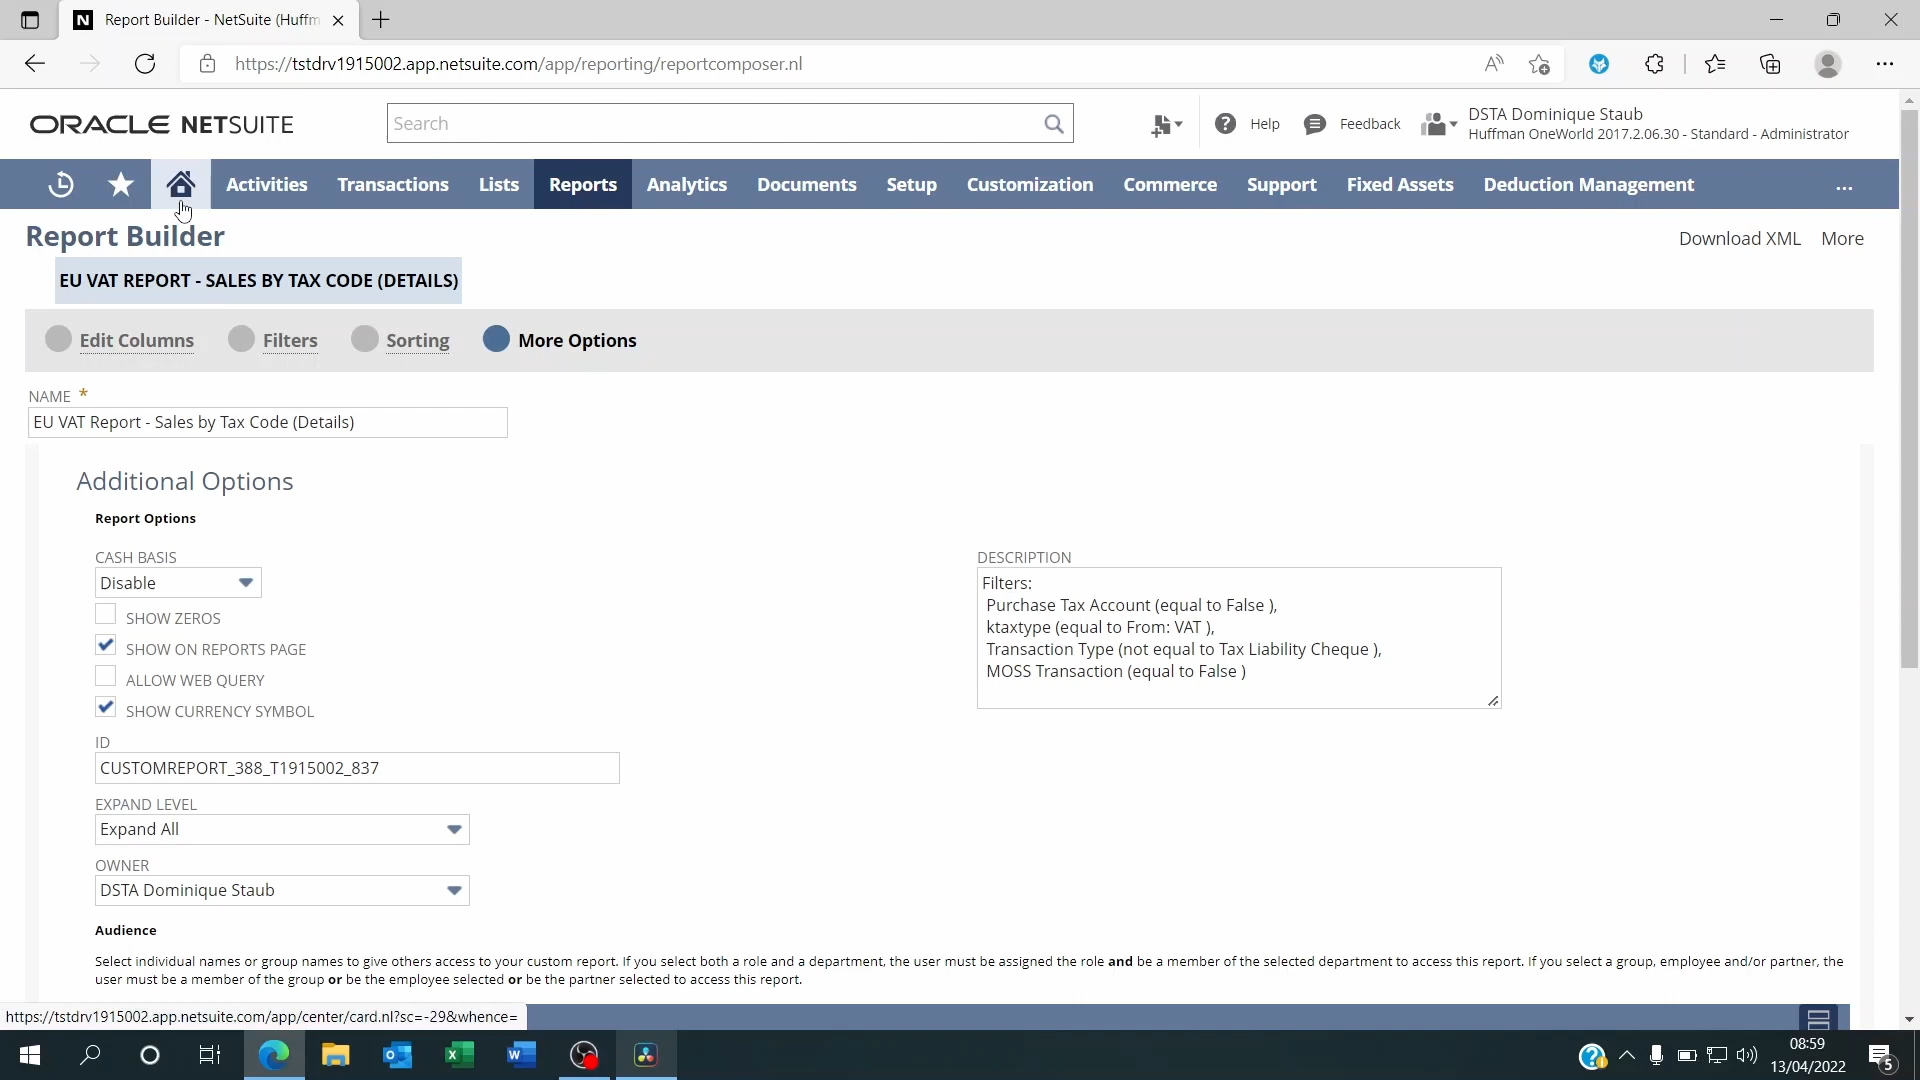 Report Builder - NetSuite (Huffm
https://tstdrv1915002.app.netsuite.com/app/reporting/reportcomposer.nl
ORACLE NETSUITE
Search
Help
Feedback
DSTA Dominique Staub
Huffman OneWorld 2017.2.06.30 - Standard - Administrator
Activities
Transactions
Lists
Reports
Analytics
Documents
Setup
Customization
Commerce
Support
Fixed Assets
Deduction Management
Report Builder
Download XML
More
EU VAT REPORT - SALES BY TAX CODE (DETAILS)
Edit Columns
Filters
Sorting
More Options
NAME *
EU VAT Report - Sales by Tax Code (Details)
Additional Options
Report Options
CASH BASIS
Disable
SHOW ZEROS
SHOW ON REPORTS PAGE
ALLOW WEB QUERY
SHOW CURRENCY SYMBOL
DESCRIPTION
Filters:
Purchase Tax Account (equal to False ),
ktaxtype (equal to From: VAT ),
Transaction Type (not equal to Tax Liability Cheque ),
MOSS Transaction (equal to False )
ID
CUSTOMREPORT_388_T1915002_837
EXPAND LEVEL
Expand All
OWNER
DSTA Dominique Staub
Audience
Select individual names or group names to give others access to your custom report. If you select both a role and a department, the user must be assigned the role and be a member of the selected department to access this report. If you select a group, employee and/or partner, the
user must be a member of the group or be the employee selected or be the partner selected to access this report.
https://tstdrv1915002.app.netsuite.com/app/center/card.nl?sc=-29&whence=
08:59
13/04/2022
5